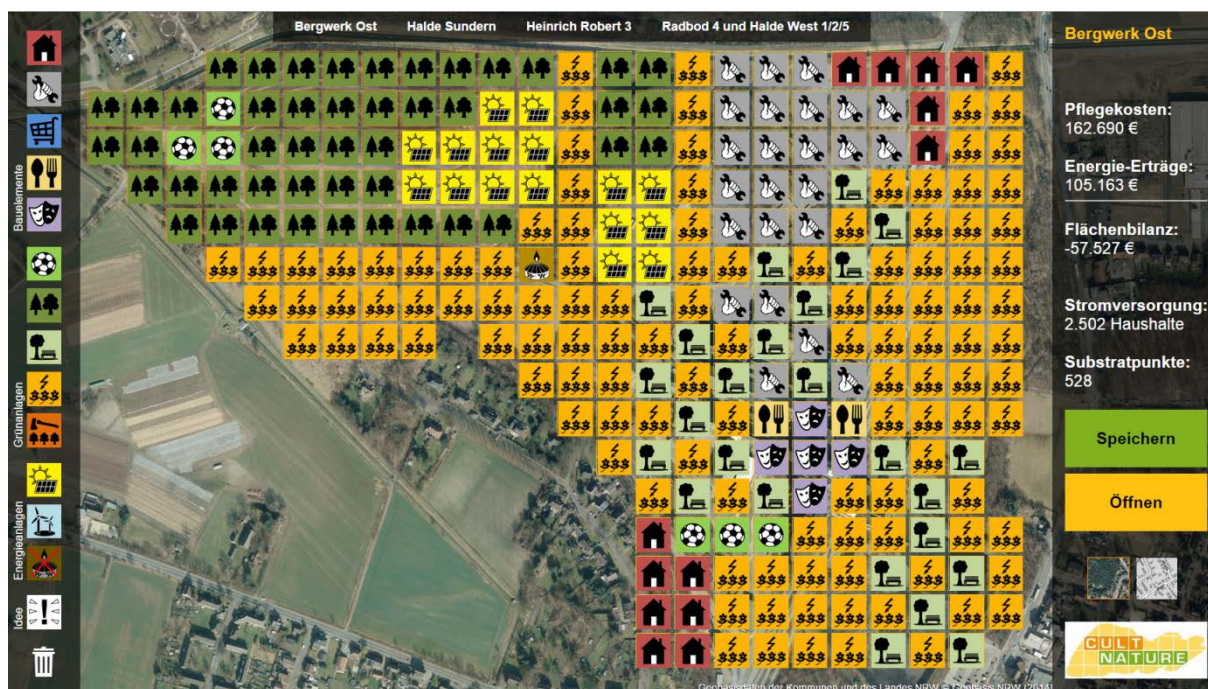 Bergwerk Ost Halde Sundern Heinrich Robert 3 Radbod 4 und Halde West 1/2/5
Bauelemente
Grünanlagen
Energieanlagen
Idee
Bergwerk Ost
Pflegekosten:
162.690 €
Energie-Erträge:
105.163 €
Flächenbilanz:
-57.527 €
Stromversorgung:
2.502 Haushalte
Substratpunkte:
528
Speichern
Öffnen
CULT
NATURE
Geobasisdaten der Kommunen und des Landes NRW © Geobasis NRW (2014)